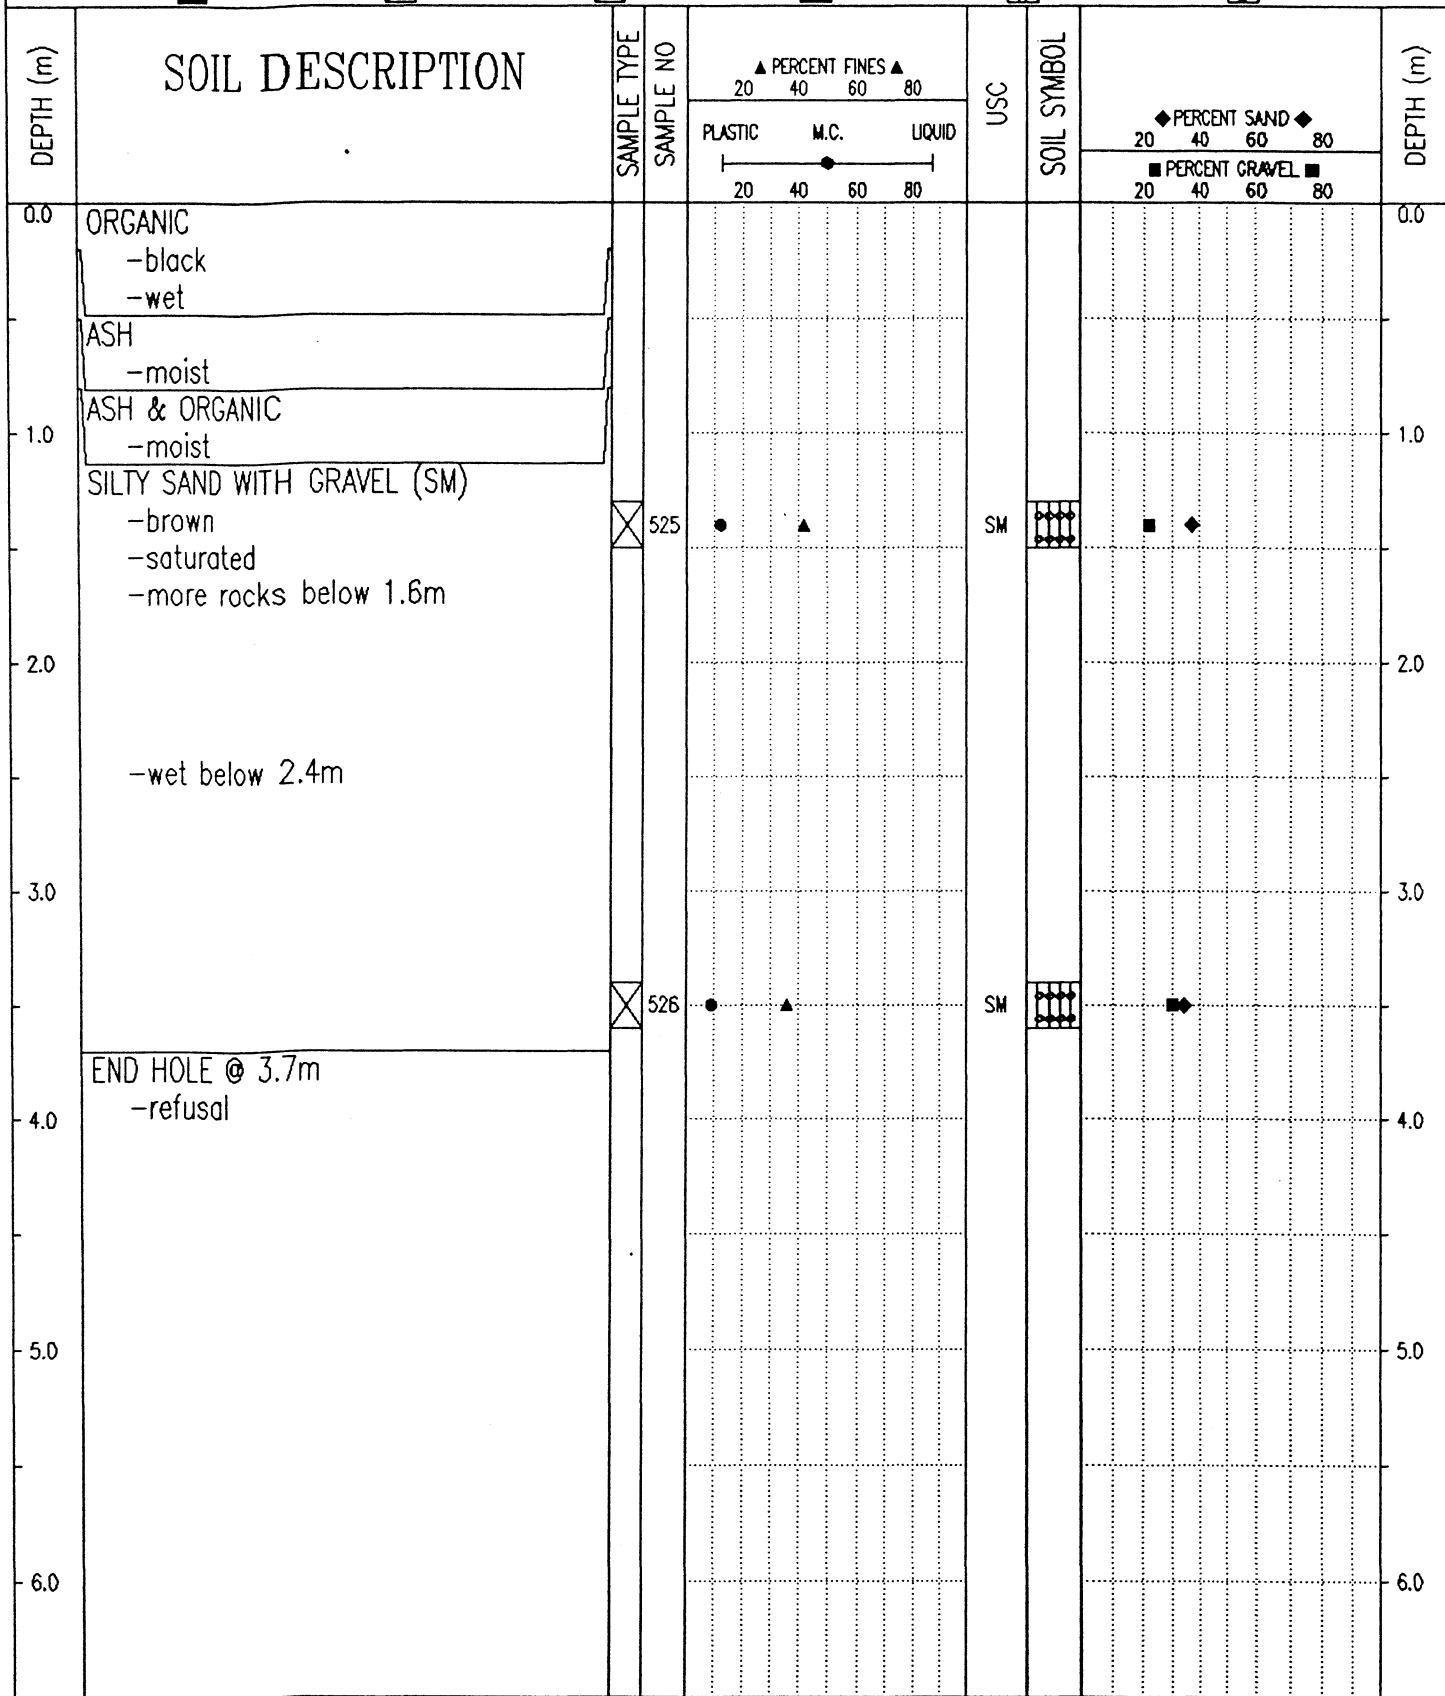 DEPTH (m)
SOIL DESCRIPTION
SAMPLE TYPE
SAMPLE NO
▲ PERCENT FINES ▲
20 40 60 80
PLASTIC M.C. LIQUID
20 40 60 80
USC
SOIL SYMBOL
◆PERCENT SAND ◆
20 40 60 80
■ PERCENT GRAVEL ■
20 40 60 80
DEPTH (m)
0.0
ORGANIC
-black
-wet
ASH
-moist
ASH & ORGANIC
1.0
-moist
SILTY SAND WITH GRAVEL (SM)
-brown
525
SM
-saturated
-more rocks below 1.6m
2.0
-wet below 2.4m
3.0
526
SM
END HOLE @ 3.7m
-refusal
4.0
5.0
6.0
0.0
1.0
2.0
3.0
4.0
5.0
6.0